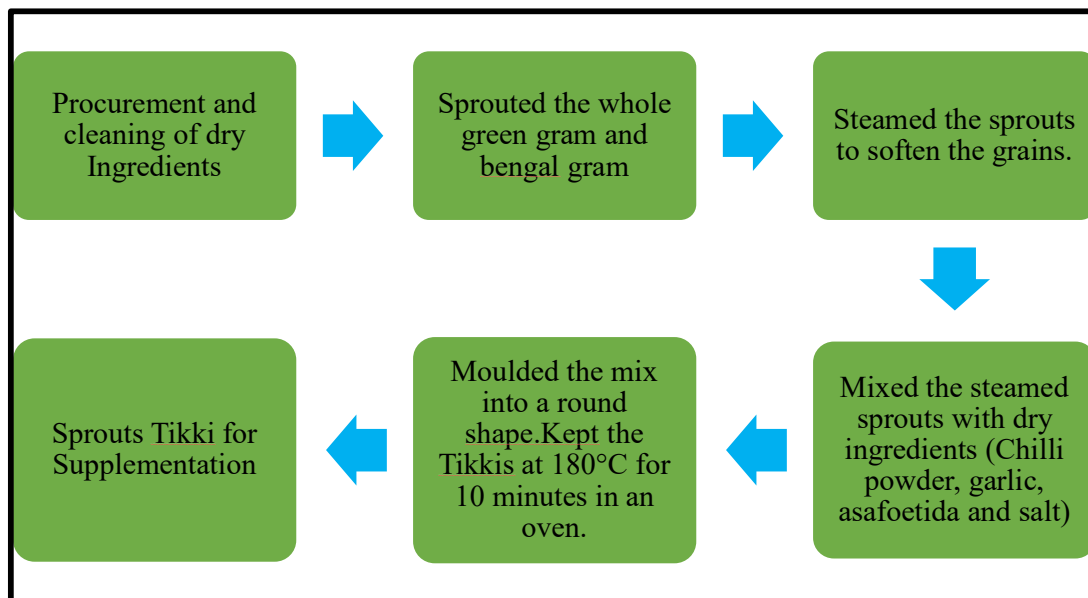 Procurement and
cleaning of dry
Ingredients
Sprouted the whole
green gram and
bengal gram
Steamed the sprouts
to soften the grains.
Mixed the steamed
sprouts with dry
ingredients (Chilli
powder, garlic,
asafoetida and salt)
Moulded the mix
into a round
shape.Kept the
Tikkis at 180°C for
10 minutes in an
oven.
Sprouts Tikki for
Supplementation